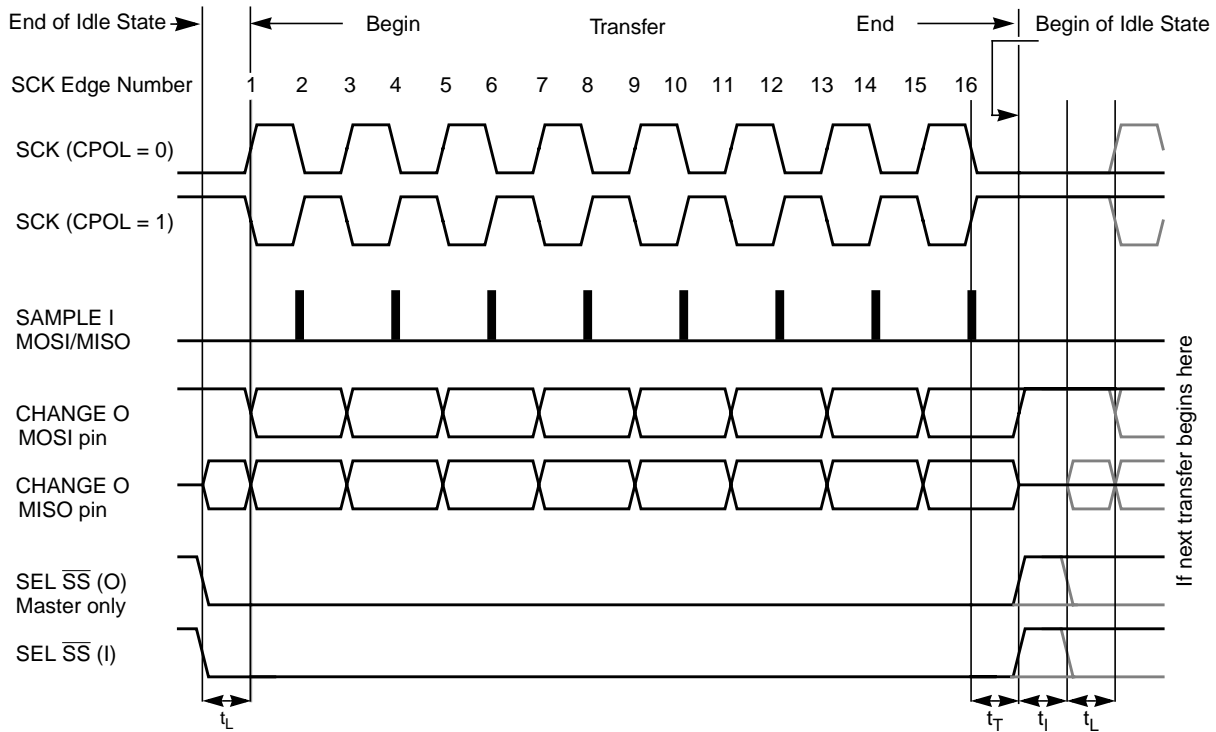 End of Idle State
Begin
Transfer
End
Begin of Idle State
SCK Edge Number
1 2 3 4 5 6 7 8 9 10 11 12 13 14 15 16
SCK (CPOL = 0)
SCK (CPOL = 1)
SAMPLE I
MOSI/MISO
CHANGE O
MOSI pin
CHANGE O
MISO pin
SEL S̅S̅ (O)
Master only
SEL S̅S̅ (I)
If next transfer begins here
tL
tT
tI
tL